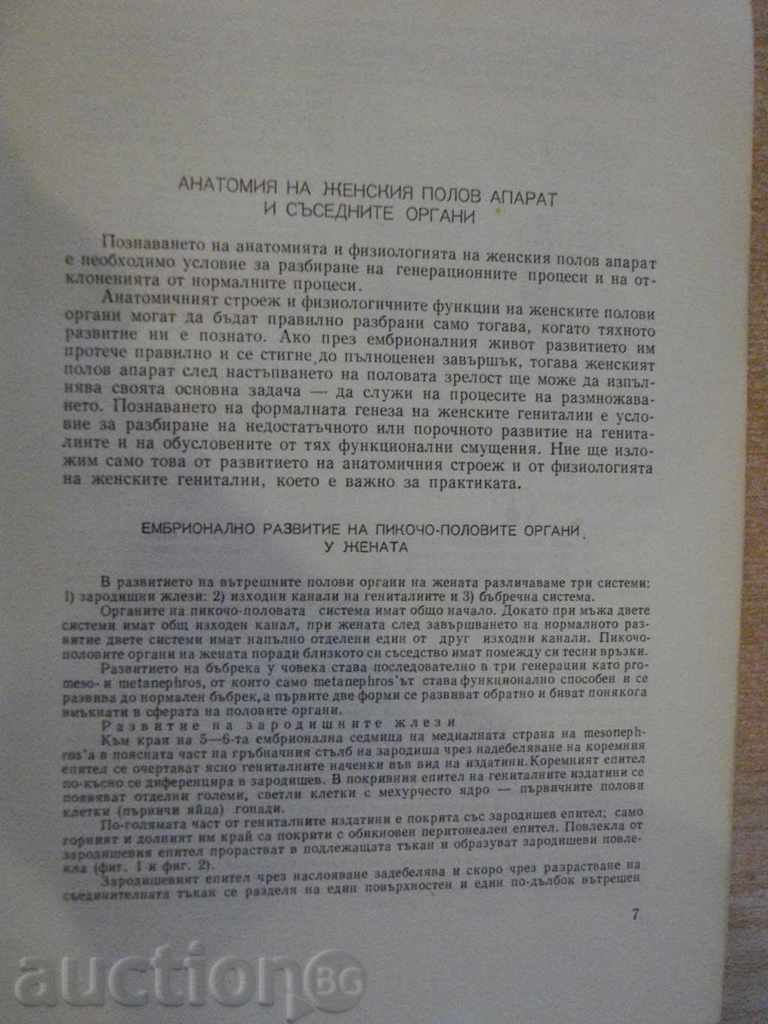 АНАТОМИЯ НА ЖЕНСКИЯ ПОЛОВ АПАРАТ
И СЪСЕДНИТЕ ОРГАНИ
Познаването на анатомията и физиологията на женския полов апарат
е необходимо условие за разбиране на генерационните процеси и на от-
клоненията от нормалните процеси.
Анатомичният строеж и физиологичните функции на женските полови
органи могат да бъдат правилно разбрани само тогава, когато тяхното
развитие ни е познато. Ако през ембрионалния живот развитието им
протече правилно и се стигне до пълноценен завършък, тогава женският
полов апарат след настъпването на половата зрелост ще може да изпъл-
нява своята основна задача — да служи на процесите на размножава-
нето. Познаването на формалната генеза на женските гениталии е усло-
вие за разбиране на недостатъчното или порочното развитие на генита-
лиите и на обусловените от тях функционални смущения. Ние ще изло-
жим само това от развитието на анатомичния строеж и от физиологията
на женските гениталии, което е важно за практиката.
ЕМБРИОНАЛНО РАЗВИТИЕ НА ПИКОЧО-ПОЛОВИТЕ ОРГАНИ
У ЖЕНАТА
В развитието на вътрешните полови органи на жената различаваме три системи:
1) зародишни жлези: 2) изходни канали на гениталиите и 3) бъбречна система.
Органите на пикочо-половата система имат общо начало. Докато при мъжа двете
системи имат общ изходен канал, при жената след завършването на нормалното раз-
витие двете системи имат напълно отделени един от друг изходни канали. Пикочо-
половите органи на жената поради близкото си съседство имат помежду си тесни връзки.
Развитието на бъбрека у човека става последователно в три генерации като pro-
meso- и metanephros, от които само metanephros'ът става функционално способен и се
развива до нормален бъбрек, а първите две форми се развиват обратно и биват понякога
вмъкнати в сферата на половите органи.
Развитие на зародишните жлези
Към края на 5—6-та ембрионална седмица на медиалната страна на mesoneph-
ros'а в поясната част на гръбначния стълб на зародиша чрез надебеляване на коремния
епител се очертават ясно гениталните наченки във вид на издатини. Коремният епител
по-късно се диференцира в зародишев. В покривния епител на гениталните издатини се
появяват отделни големи, светли клетки с мехурчесто ядро — първичните полови
клетки (първични яйца) гонади.
По-голямата част от гениталните издатини е покрита със зародишев епител; само
горният и долният им край са покрити с обикновен перитонеален епител. Повлекла от
зародишевия епител прорастват в подлежащата тъкан и образуват зародишеви повле-
кла (фиг. 1 и фиг. 2).
Зародишевият епител чрез наслояване задебелява и скоро чрез разрастване на
съединителната тъкан се разделя на един повърхностен и един по-дълбок вътрешен
7
auction BG